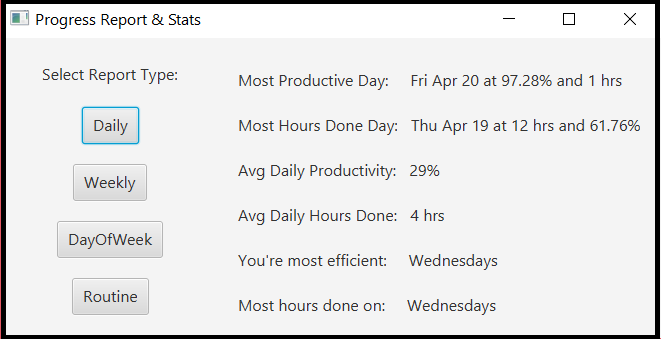 Progress Report & Stats
Select Report Type:
Daily
Weekly
DayOfWeek
Routine
Most Productive Day: Fri Apr 20 at 97.28% and 1 hrs
Most Hours Done Day: Thu Apr 19 at 12 hrs and 61.76%
Avg Daily Productivity: 29%
Avg Daily Hours Done: 4 hrs
You're most efficient: Wednesdays
Most hours done on: Wednesdays